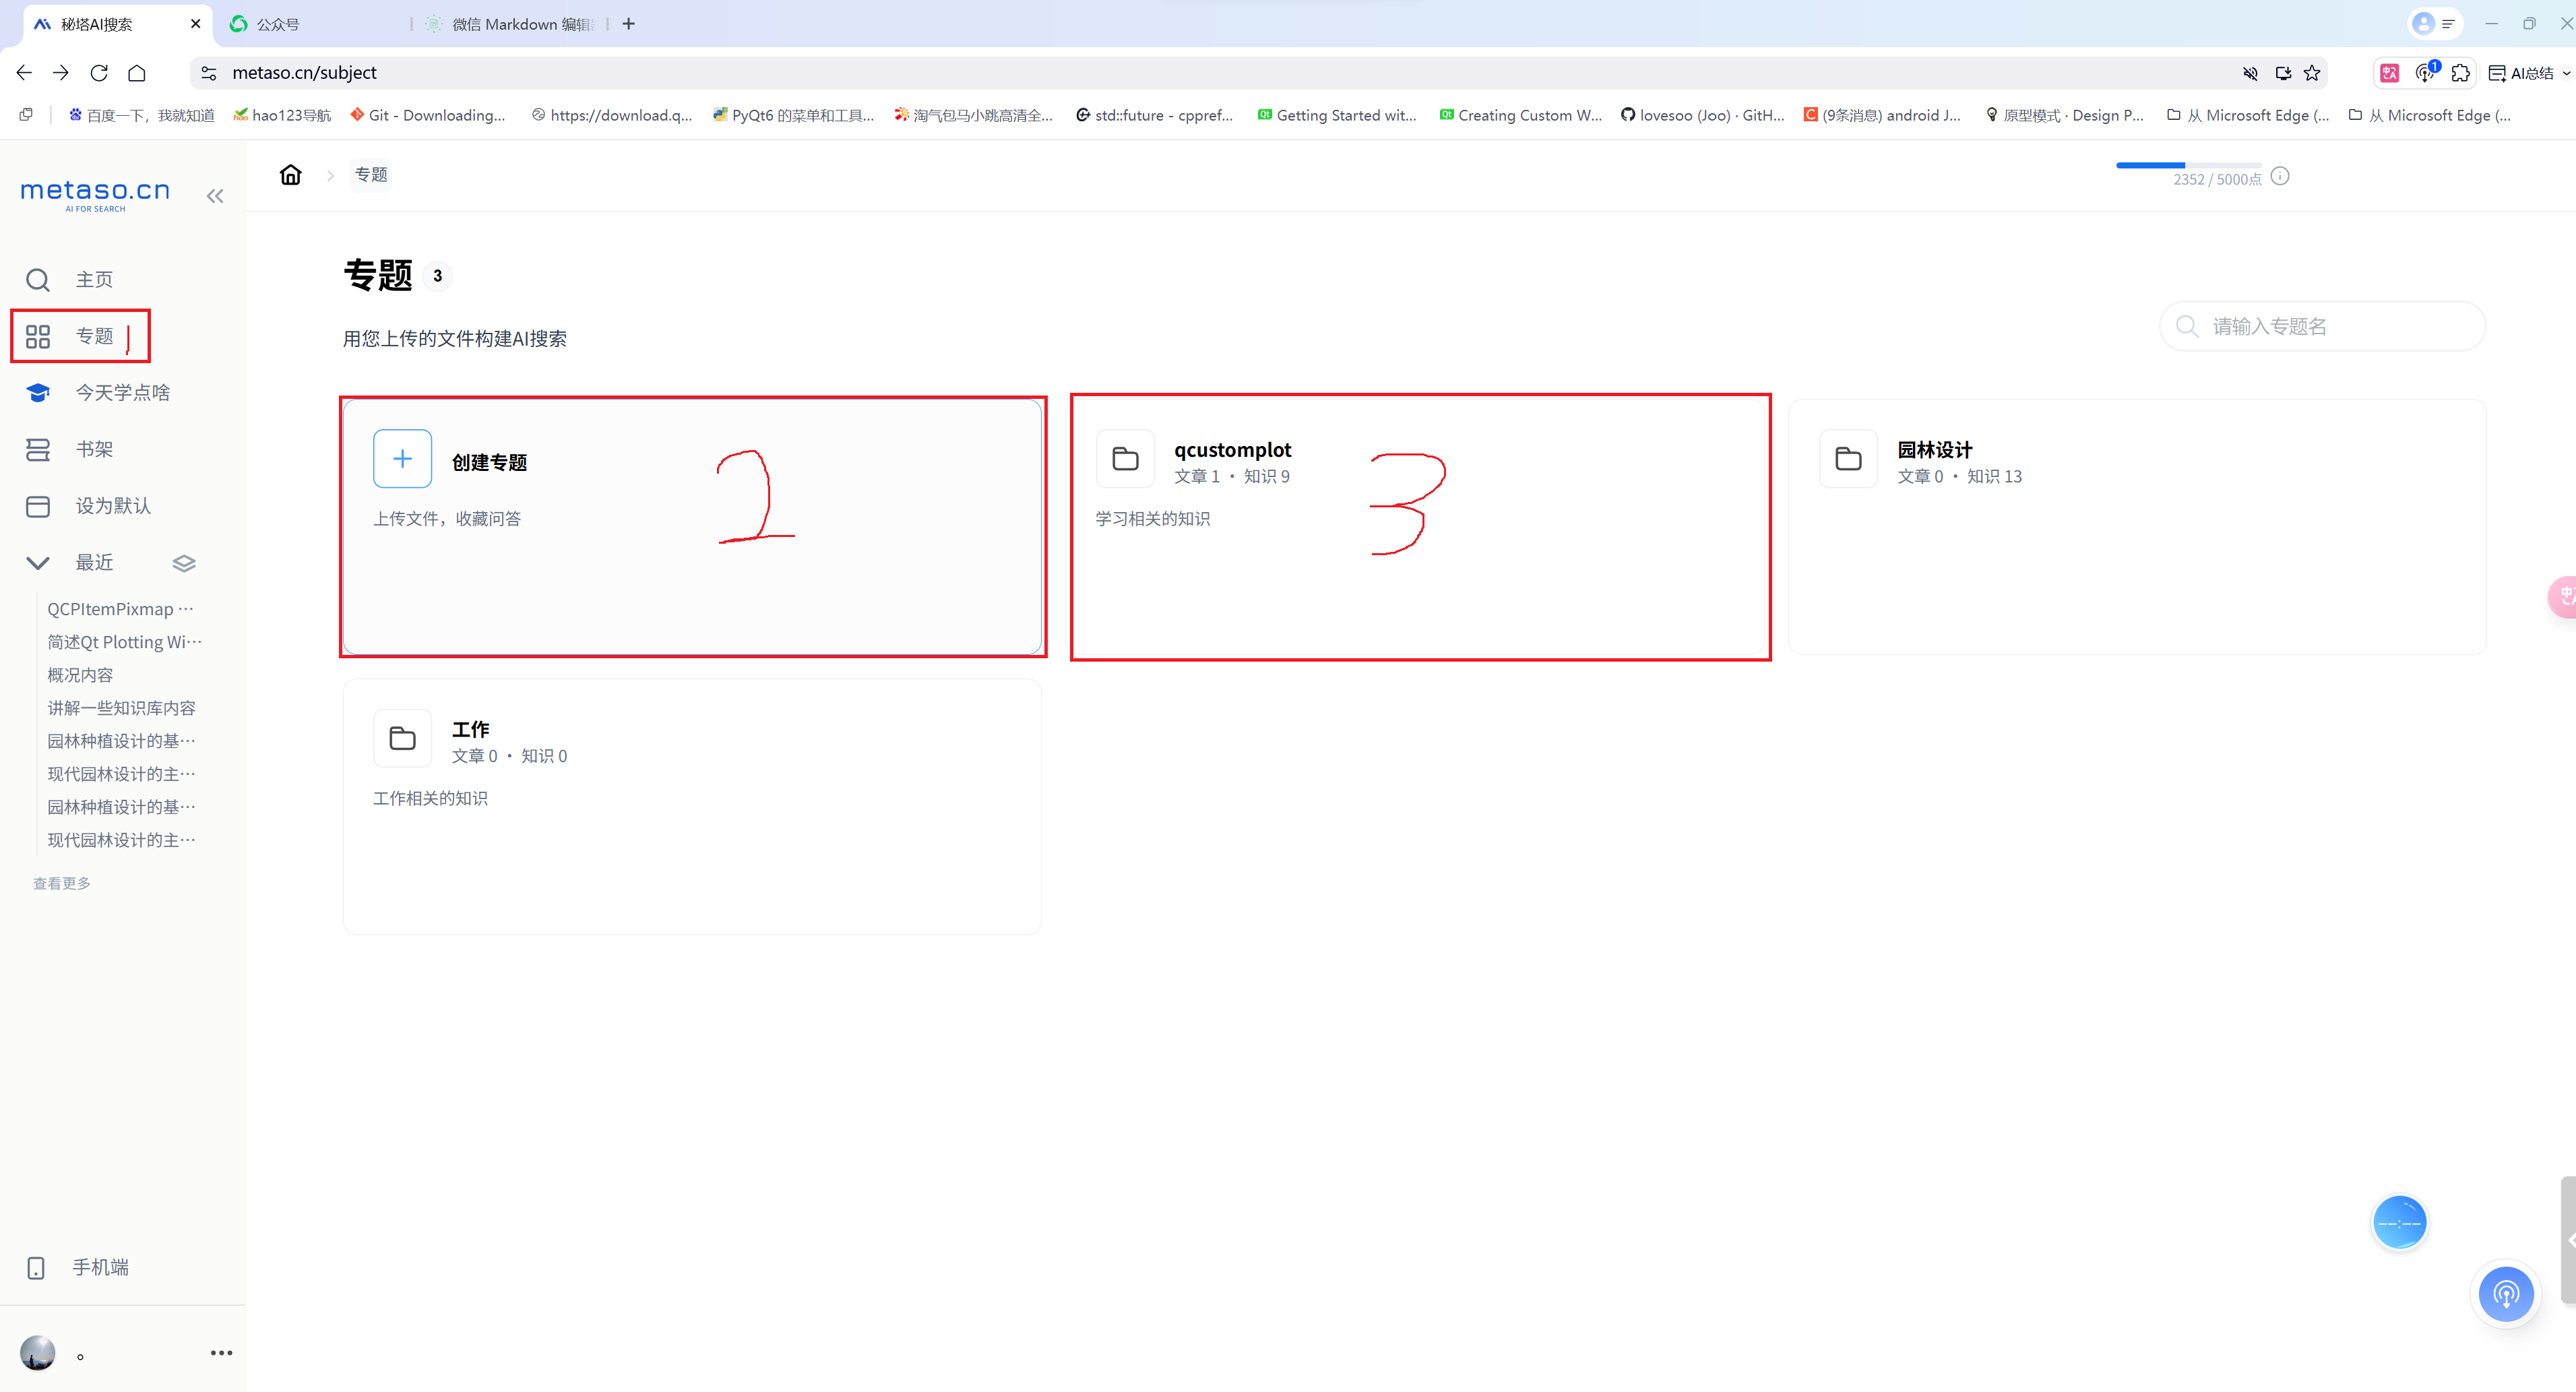 秘塔AI搜索
公众号
微信 Markdown 编辑
metaso.cn/subject
1
AI总结
百度一下，我就知道
hao123导航
Git - Downloading...
https://download.q...
PyQt6 的菜单和工具...
淘气包马小跳高清全...
std::future - cppref...
Getting Started wit...
Creating Custom W...
lovesoo (Joo) · GitH...
(9条消息) android J...
原型模式 · Design P...
从 Microsoft Edge (...
从 Microsoft Edge (...
metaso.cn
AI FOR SEARCH
主页
专题 1
今天学点啥
书架
设为默认
最近
QCPItemPixmap ···
简述Qt Plotting Wi···
概况内容
讲解一些知识库内容
园林种植设计的基···
现代园林设计的主···
园林种植设计的基···
现代园林设计的主···
查看更多
手机端
。
专题
2352 / 5000点
专题 3
用您上传的文件构建AI搜索
请输入专题名
创建专题
上传文件，收藏问答
2
qcustomplot
文章 1 · 知识 9
学习相关的知识
3
园林设计
文章 0 · 知识 13
工作
文章 0 · 知识 0
工作相关的知识
--:--